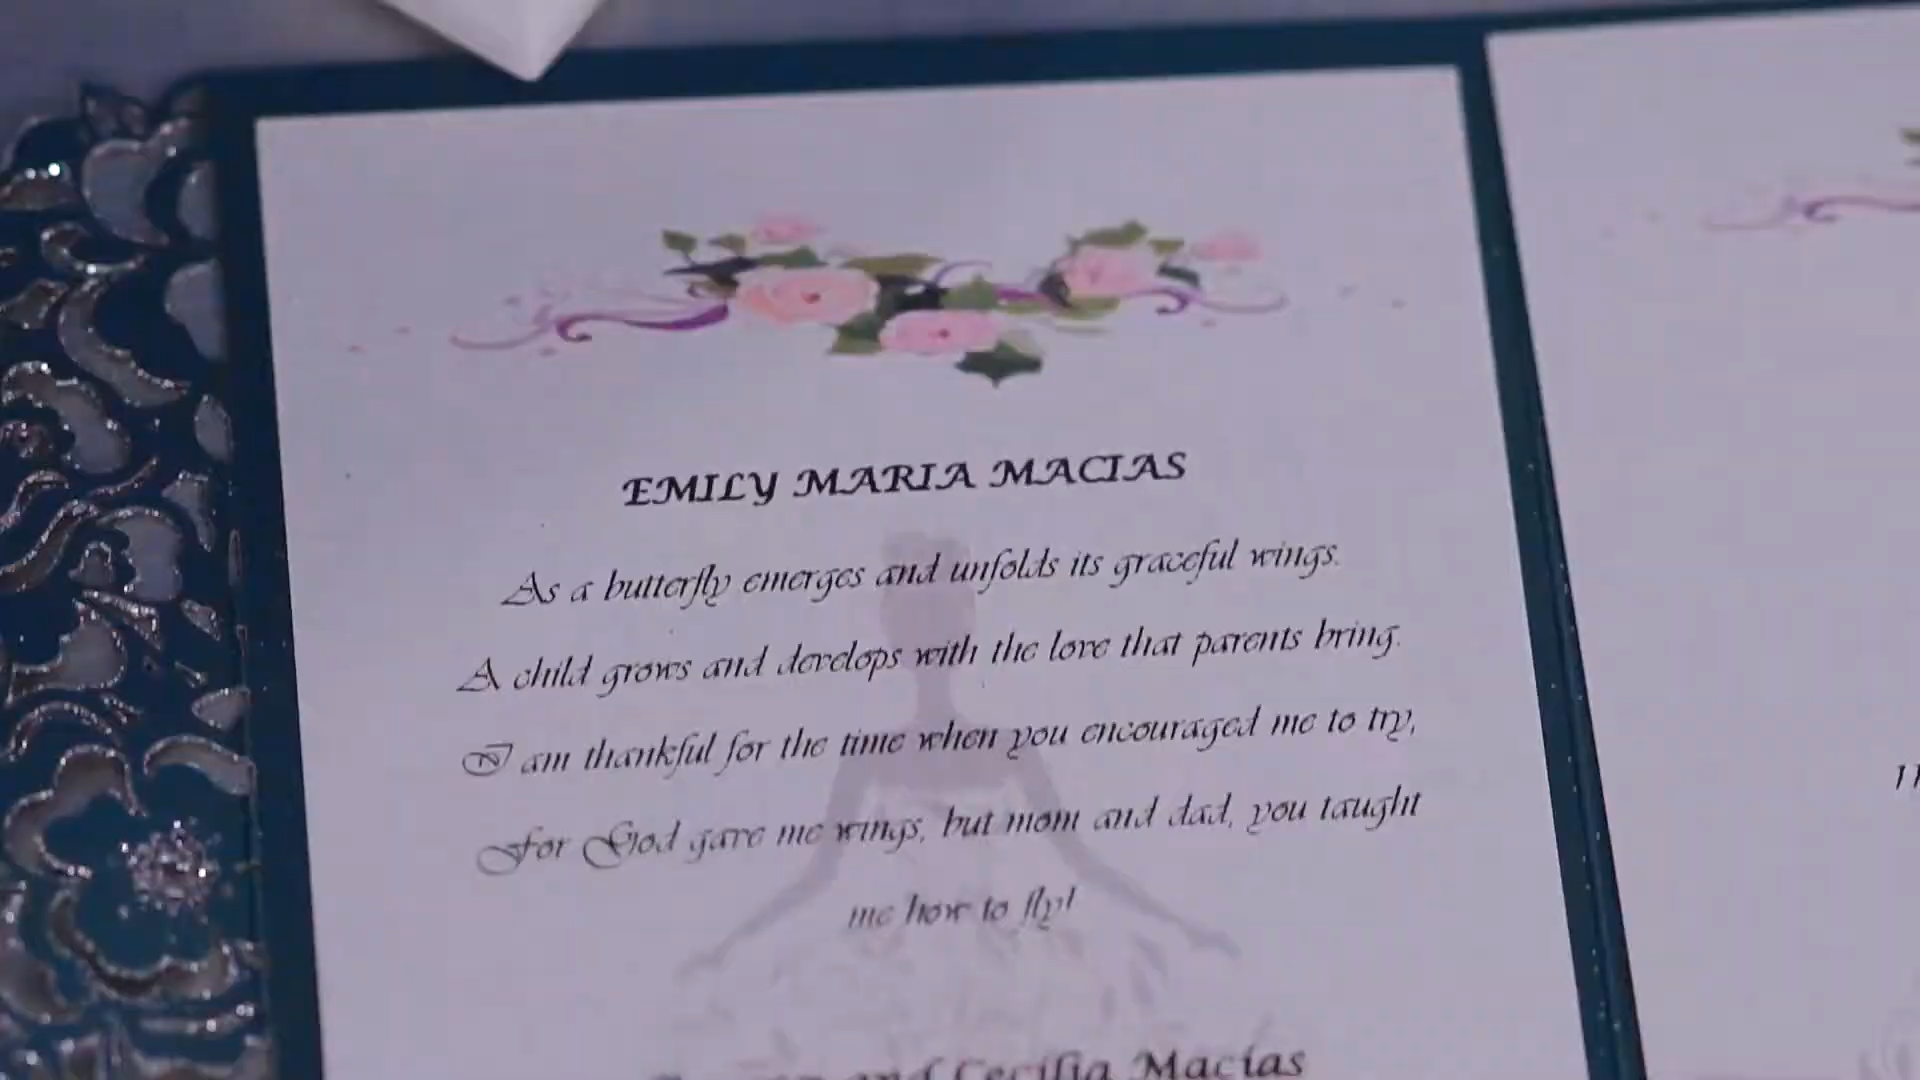 EMILY MARIA MACIAS
As a butterfly emerges and unfolds its graceful wings.
A child grows and develops with the love that parents bring.
I am thankful for the time when you encouraged me to try,
For God gave me wings, but mom and dad, you taught
me how to fly!
and Cecilia Macias